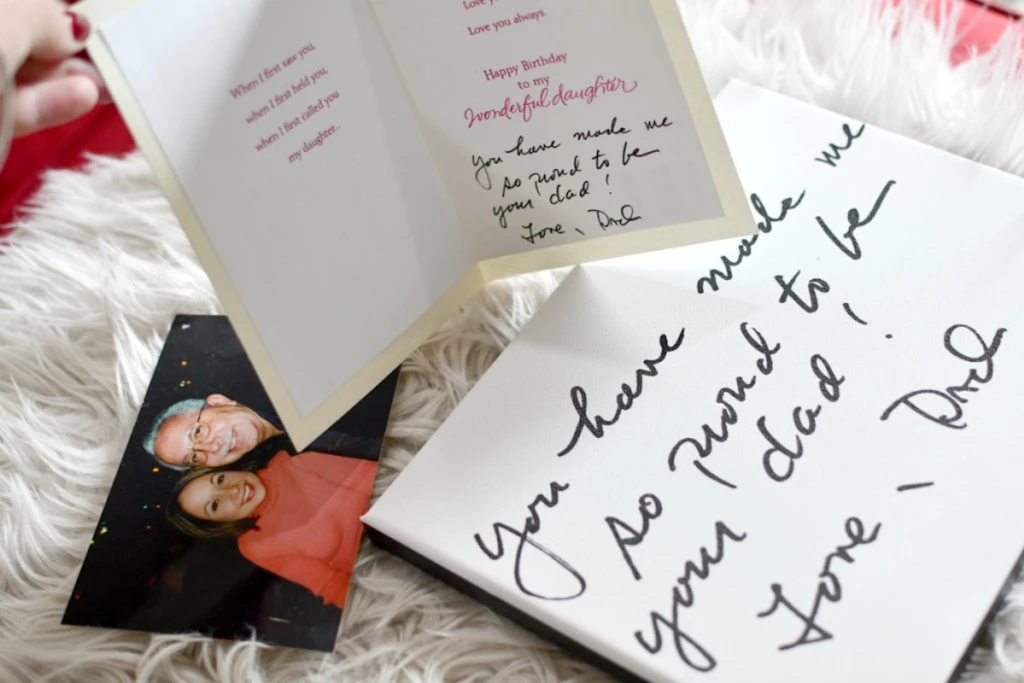 When I first saw you,
when I first held you,
when I first called you
my daughter...
Love
Love you always.
Happy Birthday
to my
wonderful daughter
you have made me
so proud to be
your dad!
Love, Dad
you have made me
so proud to be
your dad!
Love, Dad